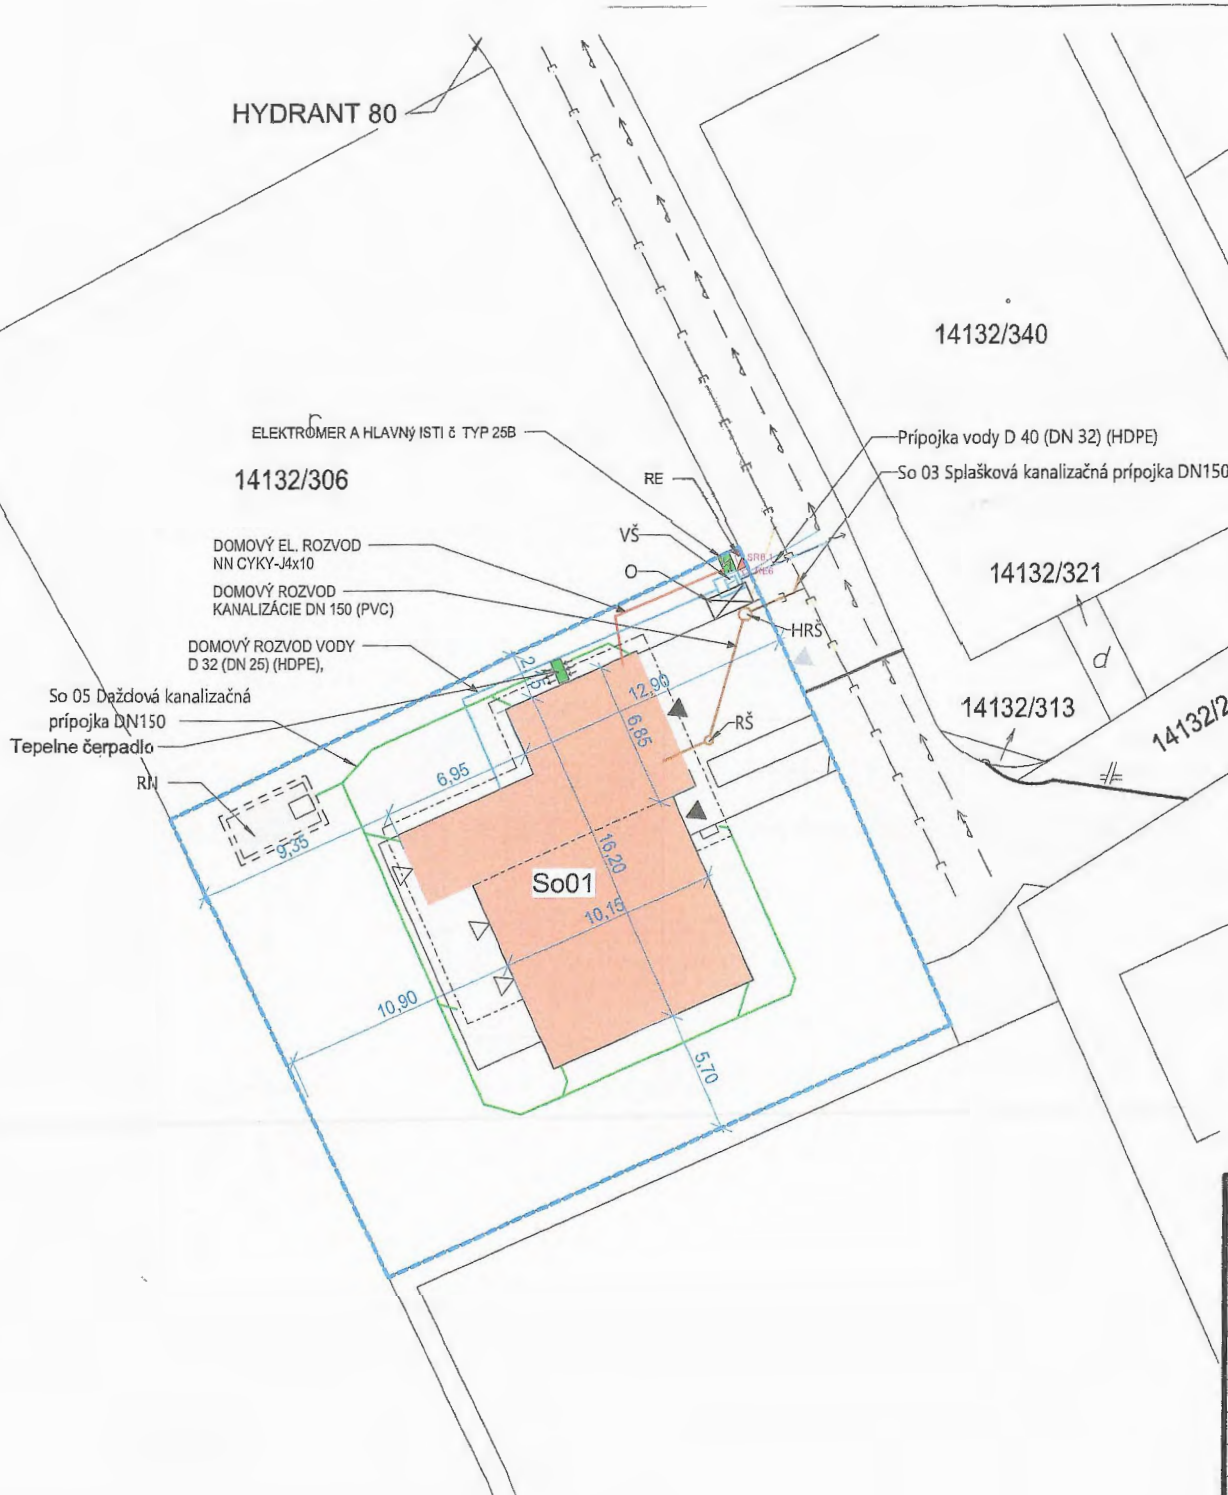 HYDRANT 80
14132/340
ELEKTROMER A HLAVNý ISTI č TYP 25B
r
14132/306
Prípojka vody D 40 (DN 32) (HDPE)
So 03 Splašková kanalizačná prípojka DN150
RE
VŠ
O
DOMOVÝ EL. ROZVOD
NN CYKY-J4x10
DOMOVÝ ROZVOD
KANALIZÁCIE DN 150 (PVC)
DOMOVÝ ROZVOD VODY
D 32 (DN 25) (HDPE),
So 05 Dažďová kanalizačná
prípojka DN150
Tepelne čerpadlo
RN
14132/321
HRŠ
RŠ
d
14132/313
14132/2
12,90
6,85
6,95
9,35
16,20
So01
10,15
10,90
5,70